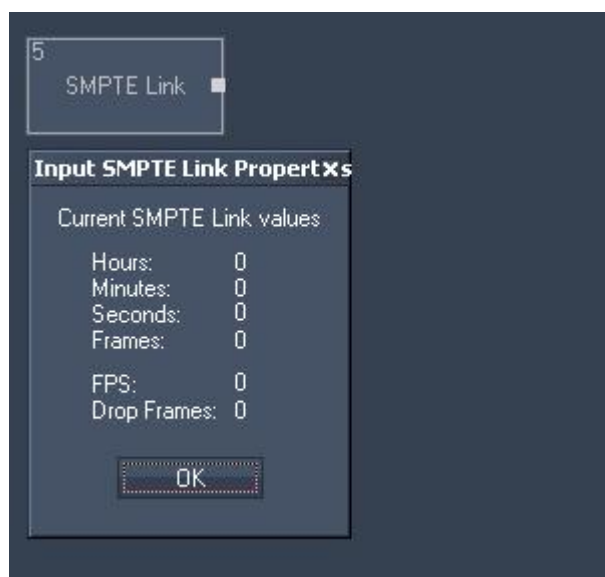 5
SMPTE Link
Input SMPTE Link Propert×s
Current SMPTE Link values
Hours: 0
Minutes: 0
Seconds: 0
Frames: 0
FPS: 0
Drop Frames: 0
OK